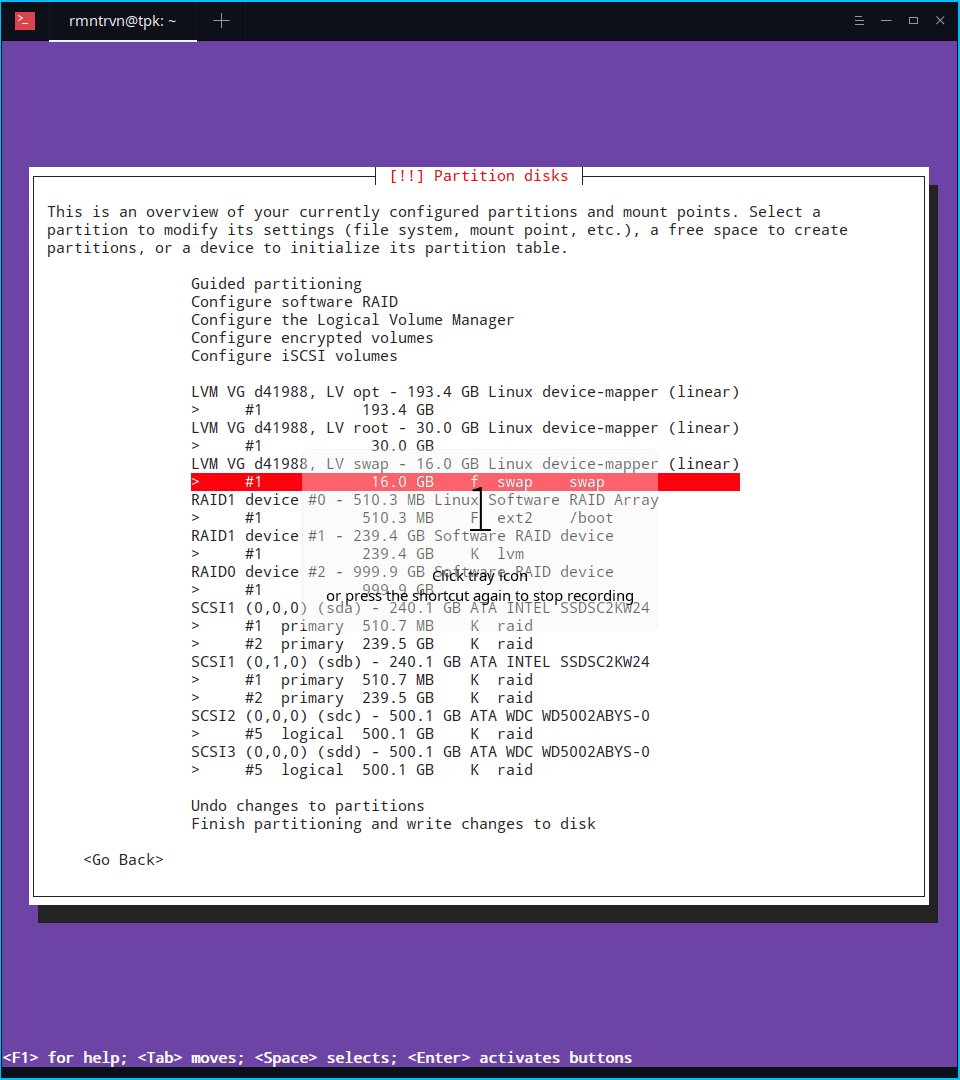 rmntrvn@tpk: ~
[!!] Partition disks
This is an overview of your currently configured partitions and mount points. Select a
partition to modify its settings (file system, mount point, etc.), a free space to create
partitions, or a device to initialize its partition table.
Guided partitioning
Configure software RAID
Configure the Logical Volume Manager
Configure encrypted volumes
Configure iSCSI volumes
LVM VG d41988, LV opt - 193.4 GB Linux device-mapper (linear)
>     #1           193.4 GB
LVM VG d41988, LV root - 30.0 GB Linux device-mapper (linear)
>     #1            30.0 GB
LVM VG d41988, LV swap - 16.0 GB Linux device-mapper (linear)
>     #1            16.0 GB    f  swap    swap
RAID1 device #0 - 510.3 MB Linux Software RAID Array
>     #1           510.3 MB    F  ext2    /boot
1
RAID1 device #1 - 239.4 GB Software RAID device
>     #1           239.4 GB    K  lvm
RAID0 device #2 - 999.9 GB Software RAID device
Click tray icon
>     #1           999.9 GB
or press the shortcut again to stop recording
SCSI1 (0,0,0) (sda) - 240.1 GB ATA INTEL SSDSC2KW24
>     #1  primary  510.7 MB    K  raid
>     #2  primary  239.5 GB    K  raid
SCSI1 (0,1,0) (sdb) - 240.1 GB ATA INTEL SSDSC2KW24
>     #1  primary  510.7 MB    K  raid
>     #2  primary  239.5 GB    K  raid
SCSI2 (0,0,0) (sdc) - 500.1 GB ATA WDC WD5002ABYS-0
>     #5  logical  500.1 GB    K  raid
SCSI3 (0,0,0) (sdd) - 500.1 GB ATA WDC WD5002ABYS-0
>     #5  logical  500.1 GB    K  raid
Undo changes to partitions
Finish partitioning and write changes to disk
<Go Back>
<F1> for help; <Tab> moves; <Space> selects; <Enter> activates buttons